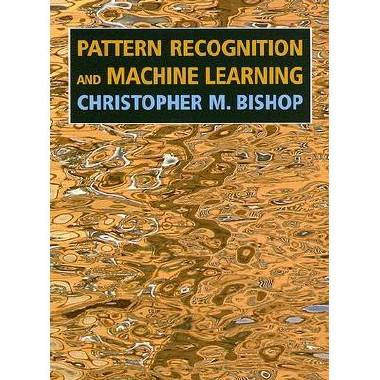 PATTERN RECOGNITION
AND MACHINE LEARNING
CHRISTOPHER M. BISHOP